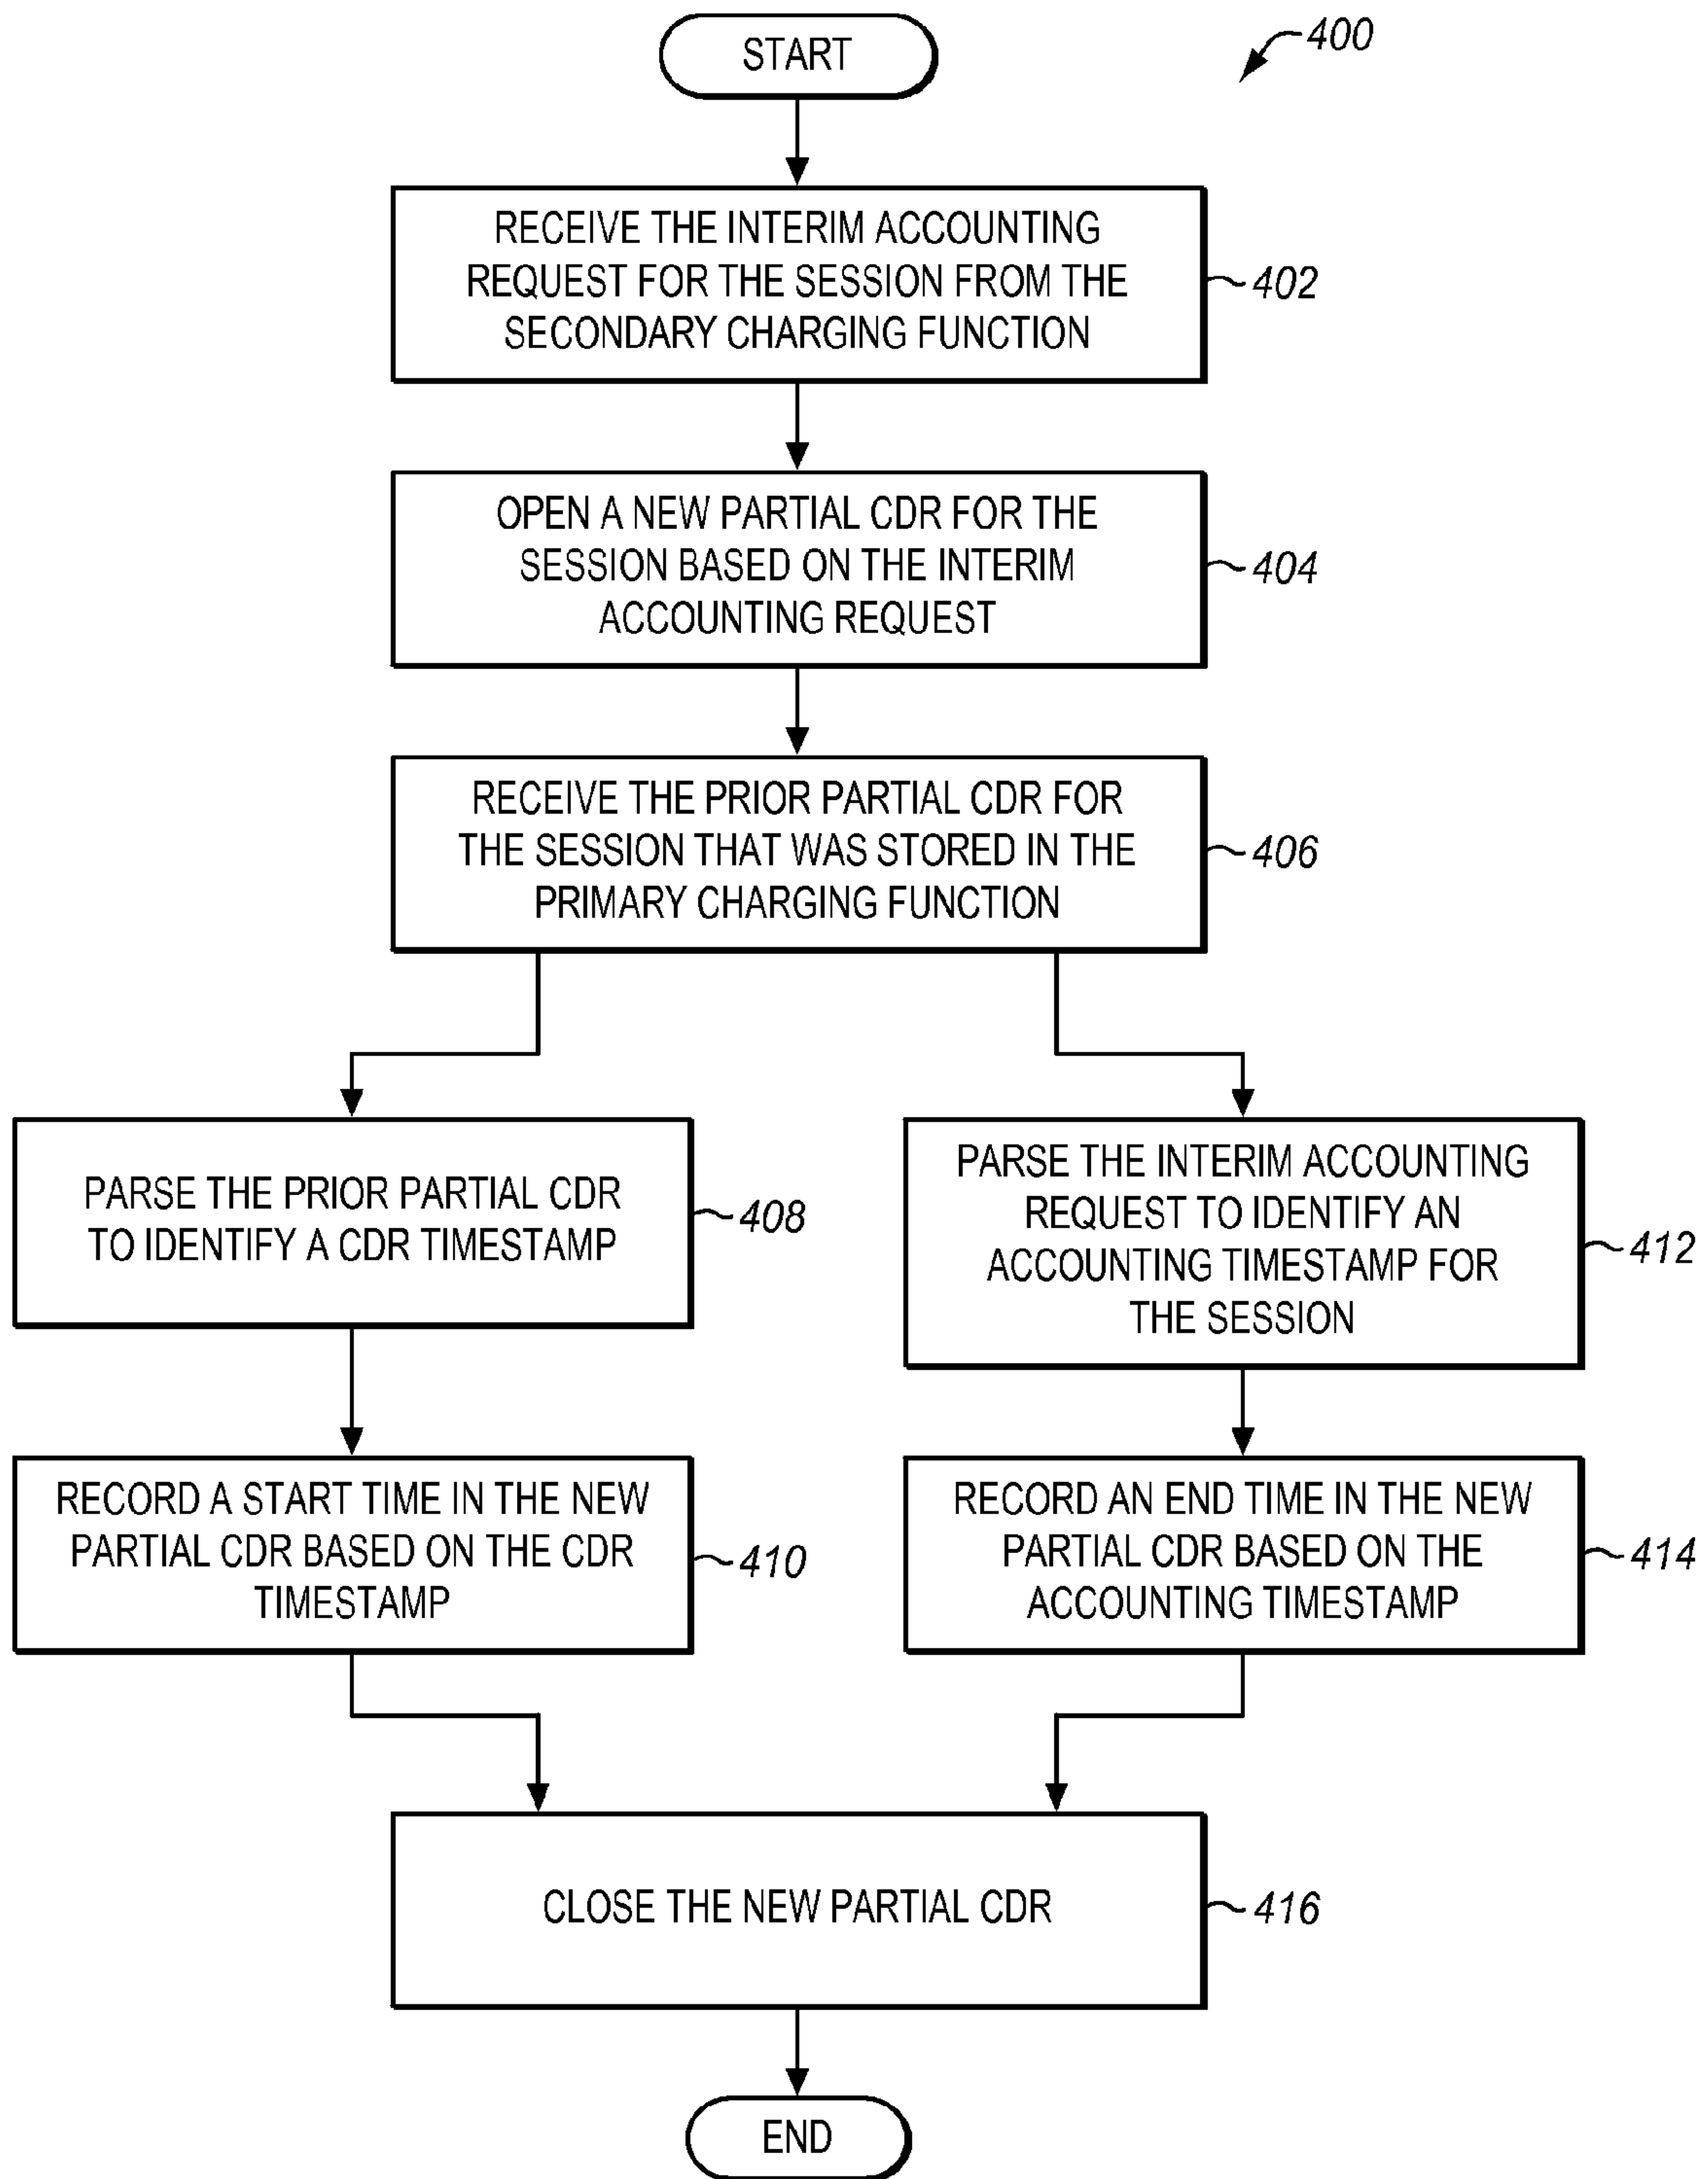 START
400
RECEIVE THE INTERIM ACCOUNTING
REQUEST FOR THE SESSION FROM THE
SECONDARY CHARGING FUNCTION
402
OPEN A NEW PARTIAL CDR FOR THE
SESSION BASED ON THE INTERIM
ACCOUNTING REQUEST
404
RECEIVE THE PRIOR PARTIAL CDR FOR
THE SESSION THAT WAS STORED IN THE
PRIMARY CHARGING FUNCTION
406
PARSE THE PRIOR PARTIAL CDR
TO IDENTIFY A CDR TIMESTAMP
408
RECORD A START TIME IN THE NEW
PARTIAL CDR BASED ON THE CDR
TIMESTAMP
410
PARSE THE INTERIM ACCOUNTING
REQUEST TO IDENTIFY AN
ACCOUNTING TIMESTAMP FOR
THE SESSION
412
RECORD AN END TIME IN THE NEW
PARTIAL CDR BASED ON THE
ACCOUNTING TIMESTAMP
414
CLOSE THE NEW PARTIAL CDR
416
END